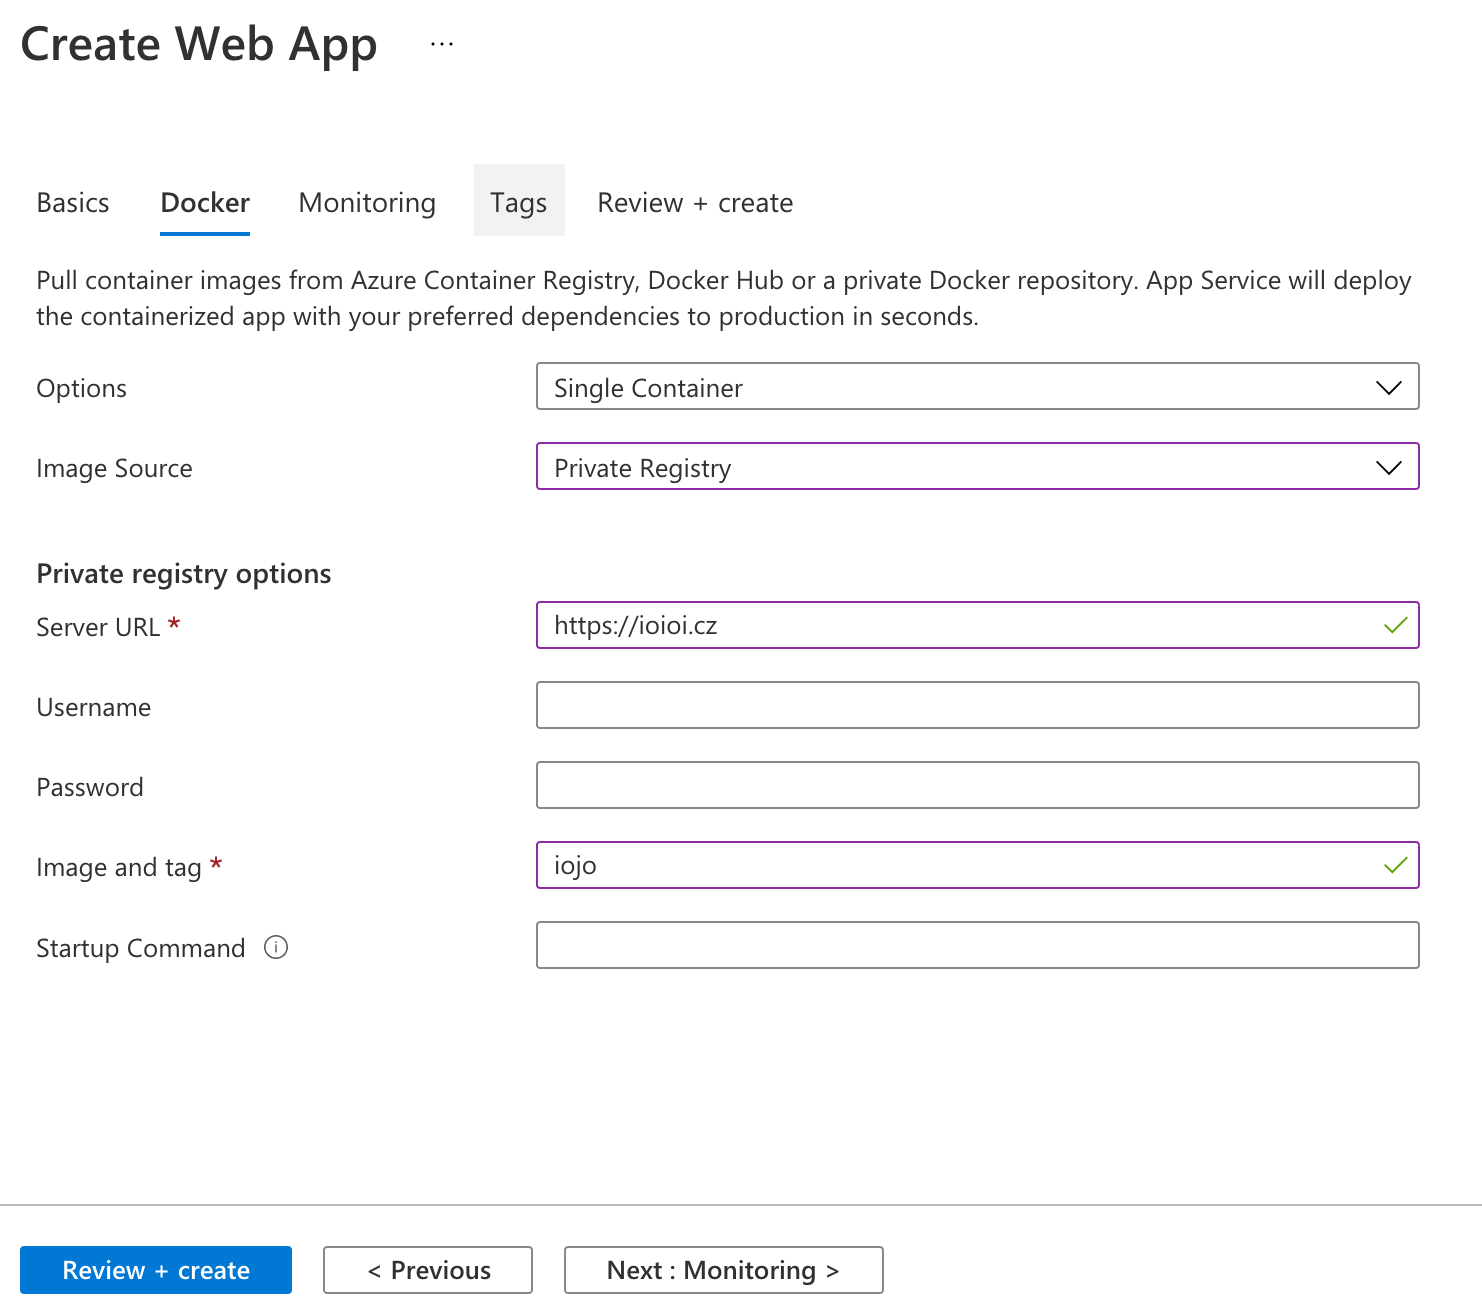 Create Web App ...
Basics Docker Monitoring Tags Review + create
Pull container images from Azure Container Registry, Docker Hub or a private Docker repository. App Service will deploy
the containerized app with your preferred dependencies to production in seconds.
Options Single Container
Image Source Private Registry
Private registry options
Server URL * https://ioioi.cz
Username
Password
Image and tag * iojo
Startup Command
Review + create < Previous Next : Monitoring >